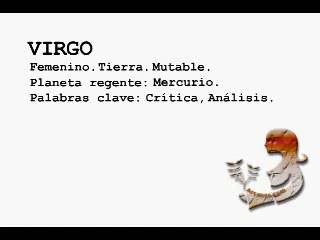 VIRGO
Femenino. Tierra. Mutable.
Planeta regente: Mercurio.
Palabras clave: Crítica, Análisis.